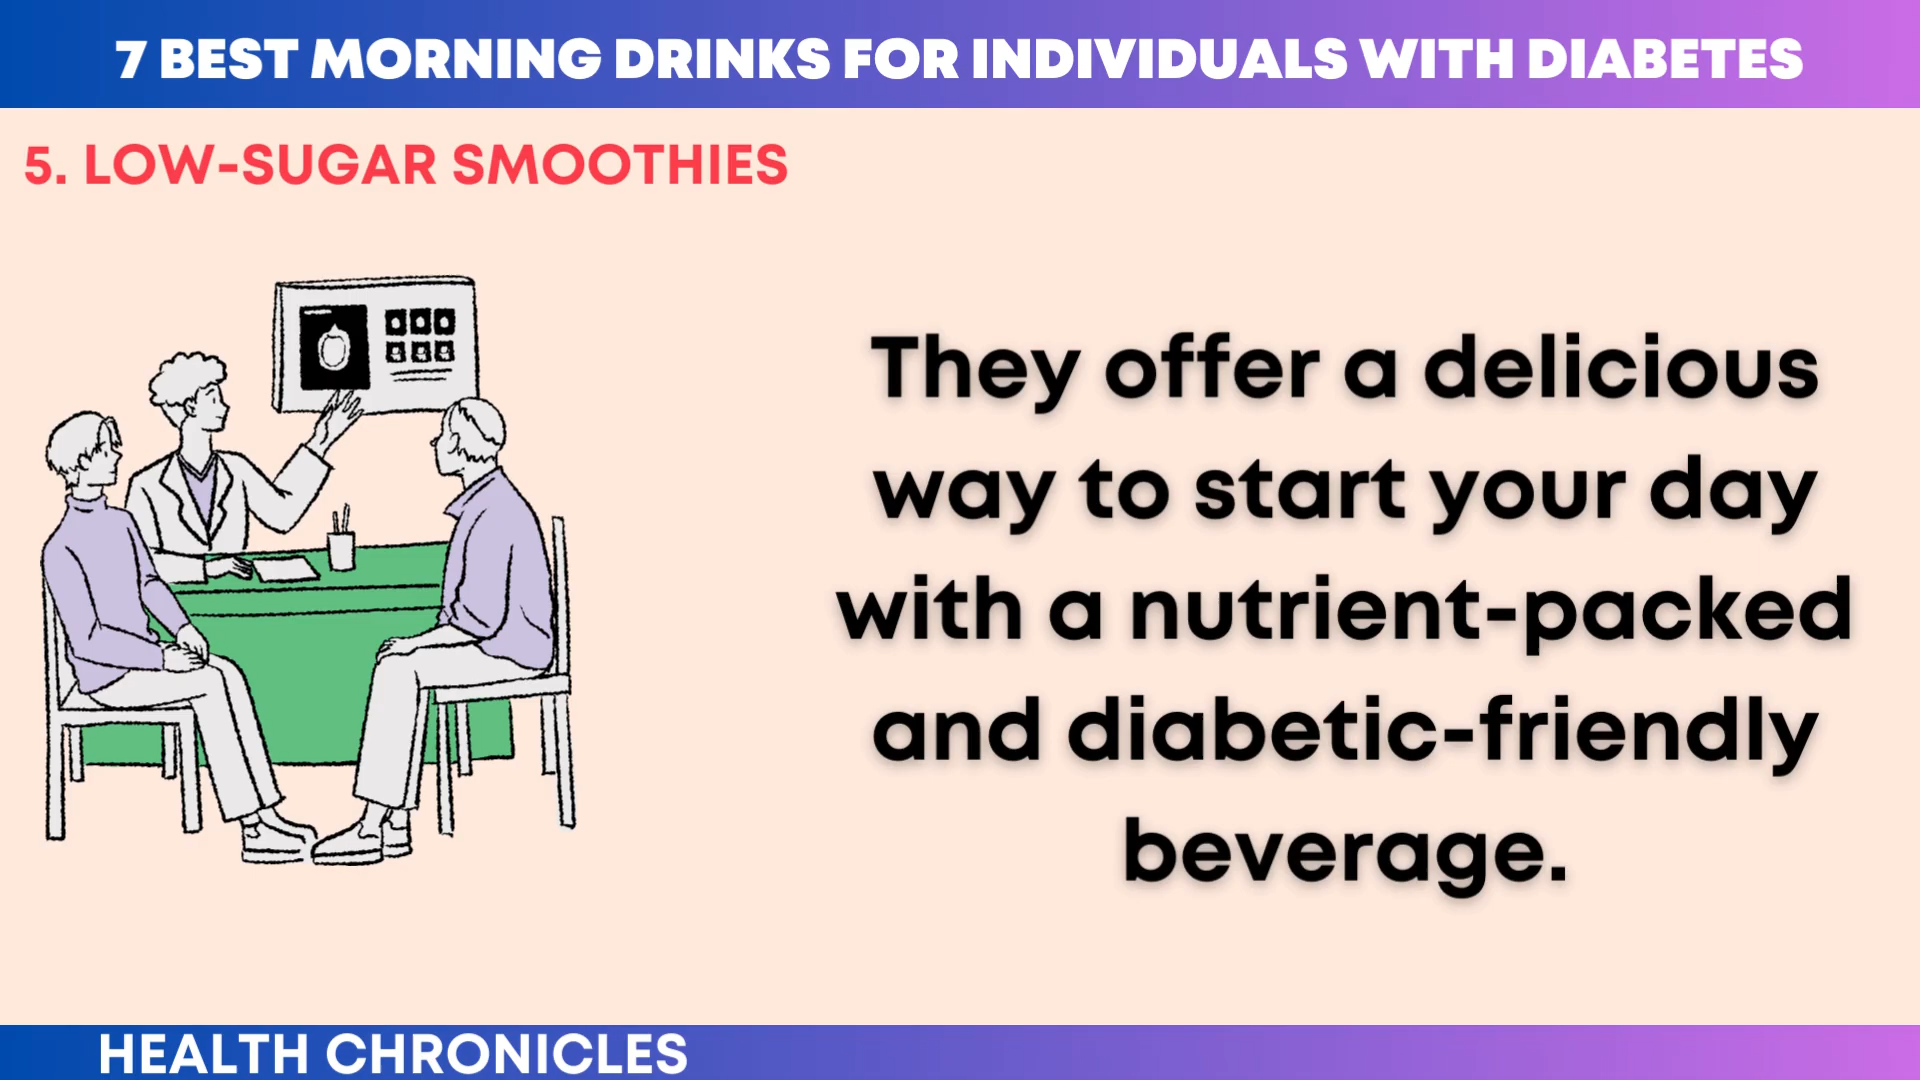 7 BEST MORNING DRINKS FOR INDIVIDUALS WITH DIABETES
5. LOW-SUGAR SMOOTHIES
They offer a delicious
way to start your day
with a nutrient-packed
and diabetic-friendly
beverage.
HEALTH CHRONICLES